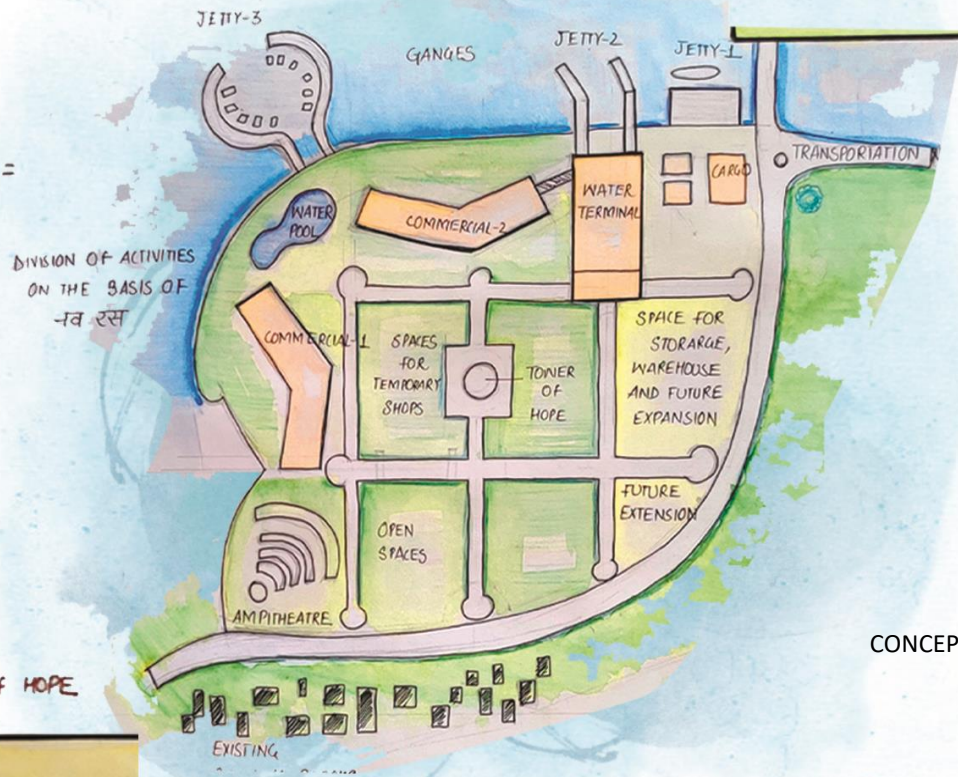 JETTY-3
GANGES
JETTY-2
JETTY-1
TRANSPORTATION
CARGO
WATER
TERMINAL
WATER
POOL
COMMERCIAL-2
=
DIVISION OF ACTIVITIES
ON THE BASIS OF
नव रस
COMMERCIAL-1
SPACES
FOR
TEMPORARY
SHOPS
TOWER
OF
HOPE
SPACE FOR
STORARGE,
WAREHOUSE
AND FUTURE
EXPANSION
FUTURE
EXTENSION
OPEN
SPACES
AMPITHEATRE
CONCEP
HOPE
EXISTING